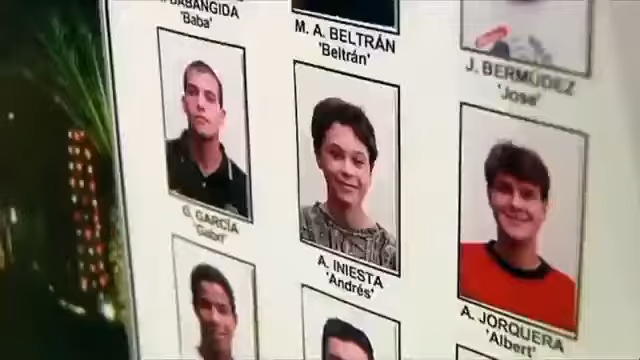 BABANGIDA
'Baba'
M. A. BELTRÁN
'Beltrán'
J. BERMÚDEZ
'Jose'
G. GARCÍA
'Gabri'
A. INIESTA
'Andrés'
A. JORQUERA
'Albert'